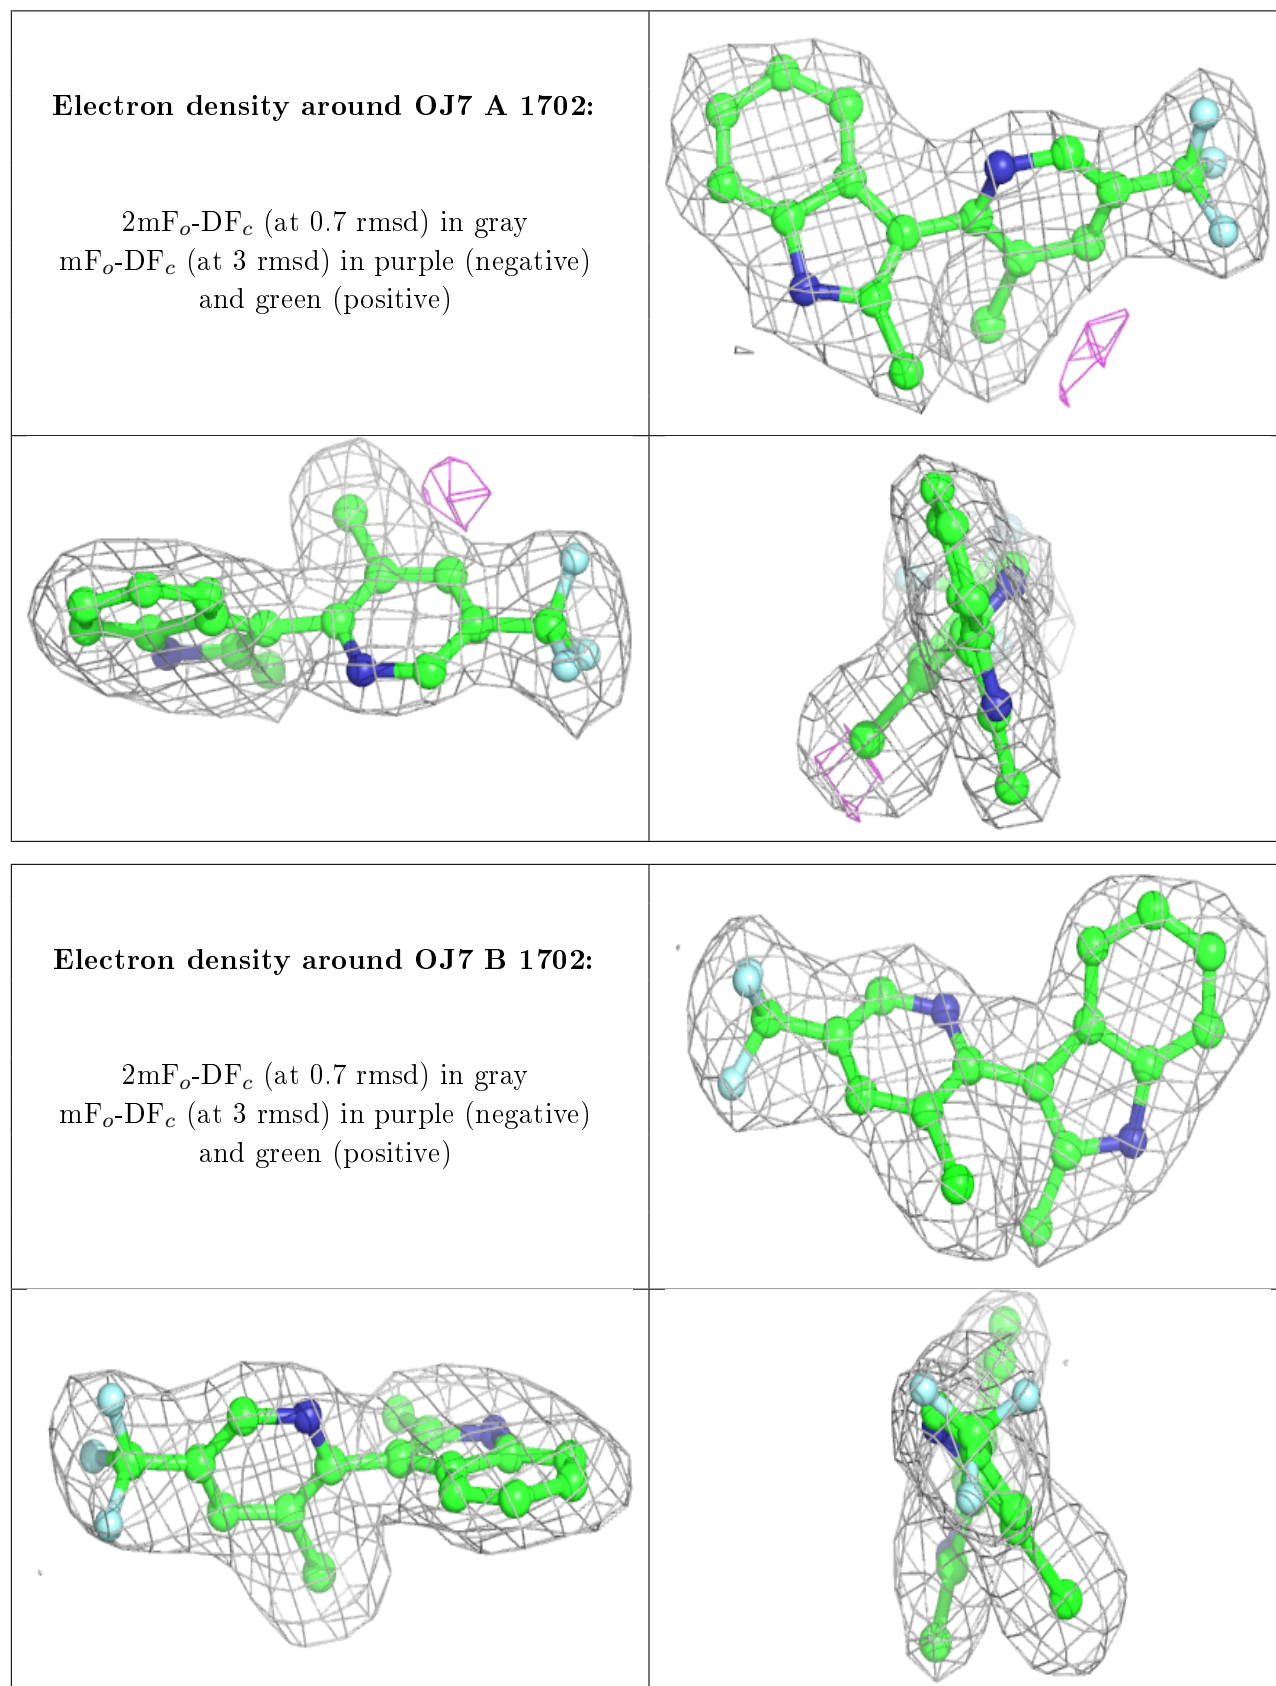 Electron density around OJ7 A 1702:
2mFo-DFc (at 0.7 rmsd) in gray
mFo-DFc (at 3 rmsd) in purple (negative)
and green (positive)
Electron density around OJ7 B 1702:
2mFo-DFc (at 0.7 rmsd) in gray
mFo-DFc (at 3 rmsd) in purple (negative)
and green (positive)